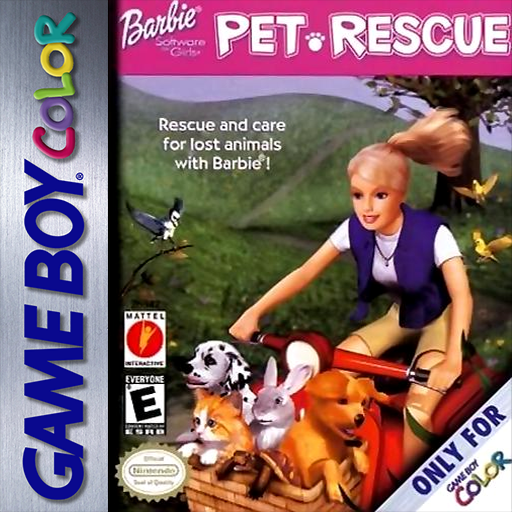 Barbie®
Software
for Girls™
PET RESCUE
Rescue and care
for lost animals
with Barbie®!
GAME BOY® COLOR
MATTEL
INTERACTIVE
EVERYONE
E
ESRB
Official
Nintendo
Seal of Quality
ONLY FOR
GAME BOY
COLOR